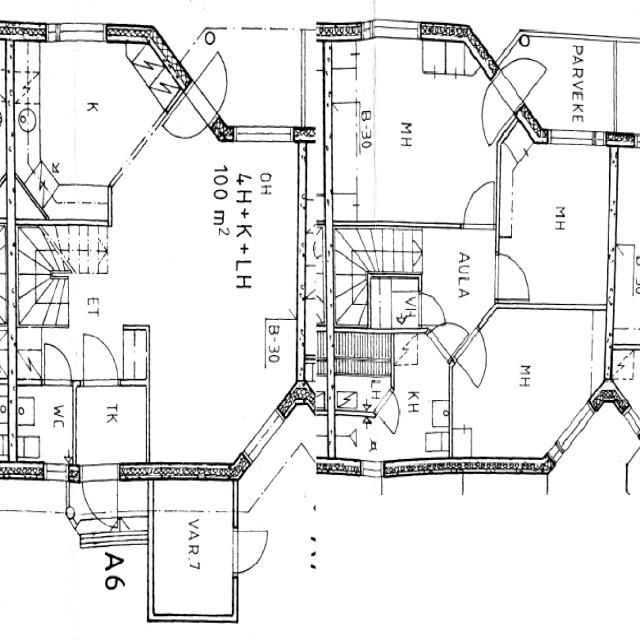 K
OH
4H+K+LH
100 m²
ET
B-30
WC
TK
VAR.7
A6
B-30
MH
PARVEKE
MH
AULA
VH
MH
LH
KH